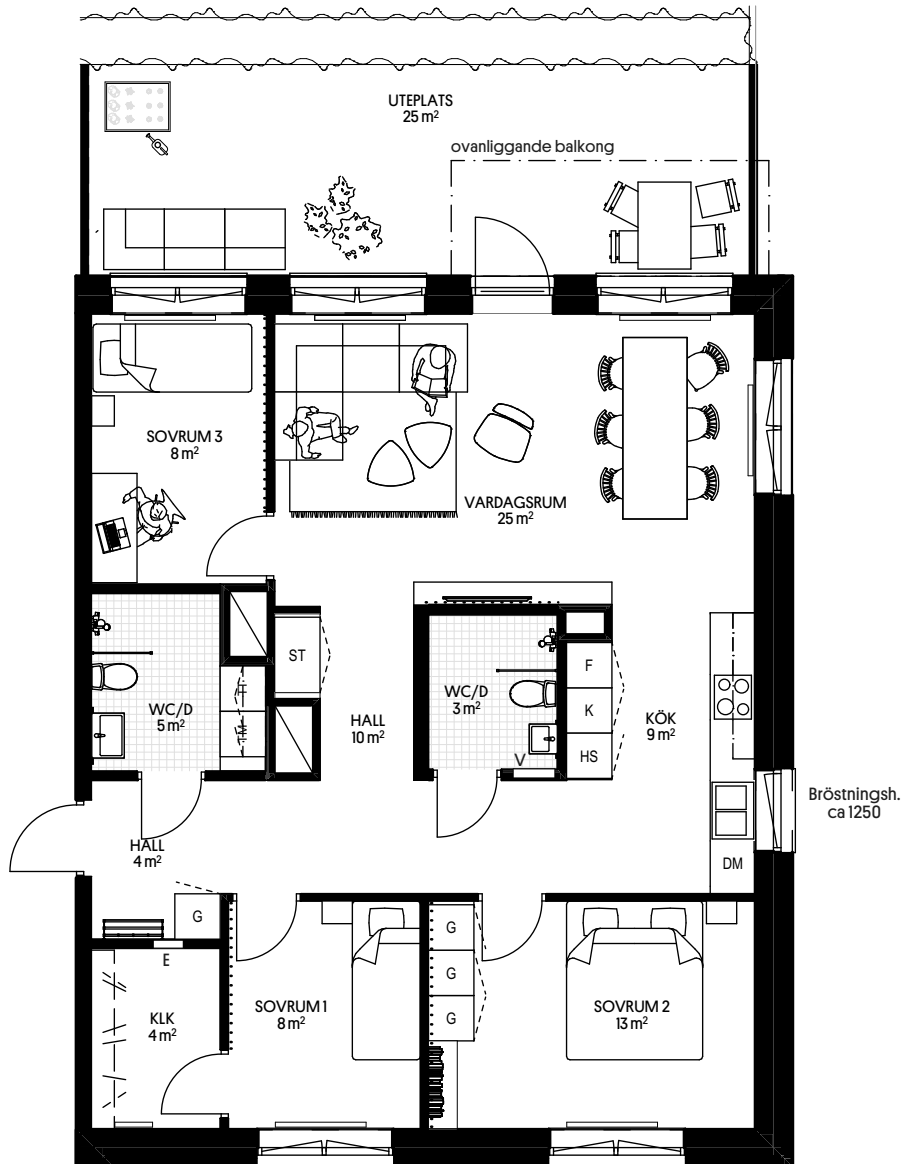 UTEPLATS
25 m²
ovanliggande balkong
SOVRUM 3
8 m²
VARDAGSRUM
25 m²
ST
TT
TM
WC/D
5 m²
HALL
10 m²
WC/D
3 m²
V
F
K
HS
KÖK
9 m²
Bröstningsh.
ca 1250
DM
HALL
4 m²
G
E
KLK
4 m²
SOVRUM 1
8 m²
G
G
G
SOVRUM 2
13 m²